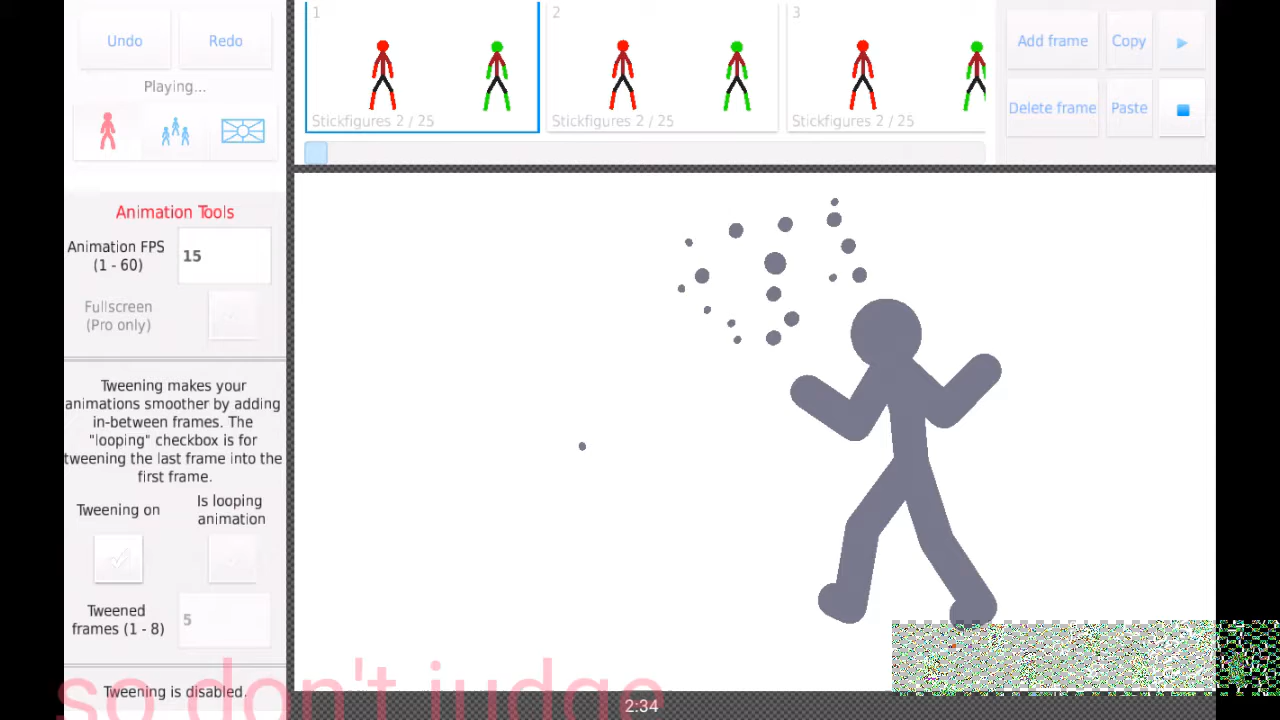 Undo Redo
Playing...
Animation Tools
Animation FPS
(1 - 60)
15
Fullscreen
(Pro only)
Tweening makes your
animations smoother by adding
in-between frames. The
"looping" checkbox is for
tweening the last frame into the
first frame.
Tweening on
Is looping
animation
Tweened
frames (1 - 8)
5
Tweening is disabled.
1
Stickfigures 2 / 25
2
Stickfigures 2 / 25
3
Stickfigures 2 / 25
Add frame Copy
Delete frame Paste
so don't judge
2:34